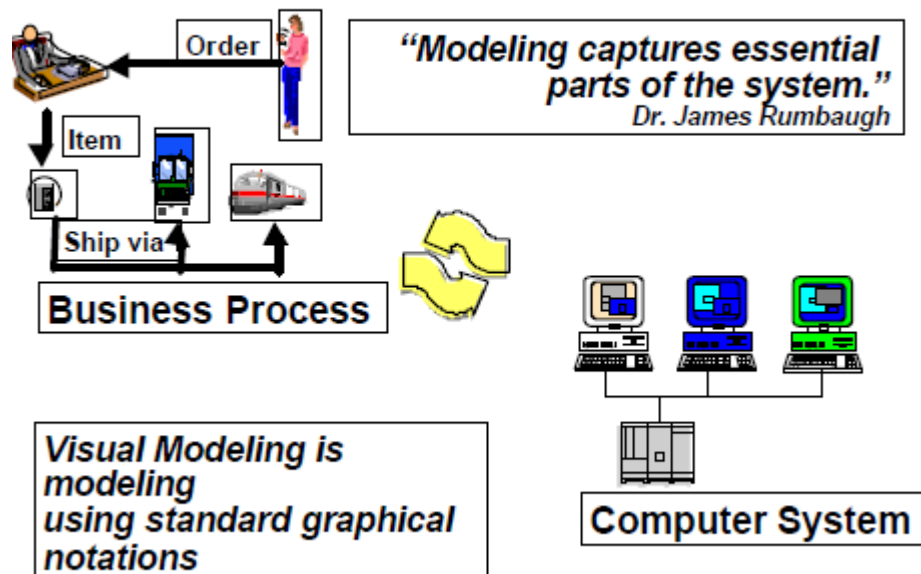 Order
“Modeling captures essential
parts of the system.”
Dr. James Rumbaugh
Item
Ship via
Business Process
Visual Modeling is
modeling
using standard graphical
notations
Computer System